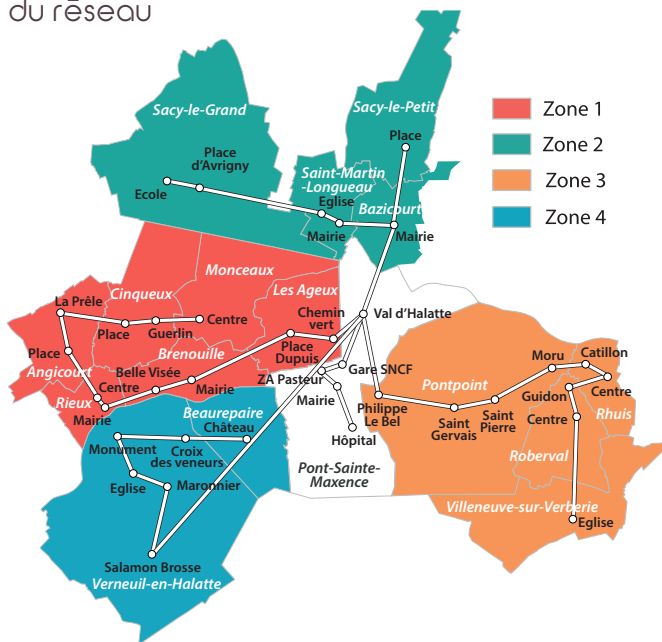 du réseau
Sacy-le-Grand
Sacy-le-Petit
Zone 1
Zone 2
Zone 3
Zone 4
Place
Place
d'Avrigny
Ecole
Saint-Martin
-Longueau
Eglise
Bazicourt
Mairie
Mairie
Monceaux
Cinqueux
Les Ageux
La Prêle
Centre
Chemin
vert
Val d'Halatte
Place
Guerlin
Place
Dupuis
Place
Brenouille
Angicourt
Belle Visée
Centre
Mairie
Rieux
Mairie
Gare SNCF
ZA Pasteur
Mairie
Hôpital
Pont-Sainte-
Maxence
Philippe
Le Bel
Pontpoint
Saint
Gervais
Saint
Pierre
Moru
Catillon
Guidon
Centre
Rhuis
Centre
Roberval
Villeneuve-sur-Verberie
Eglise
Beaurepaire
Château
Monument
Croix
des veneurs
Eglise
Maronnier
Salamon Brosse
Verneuil-en-Halatte